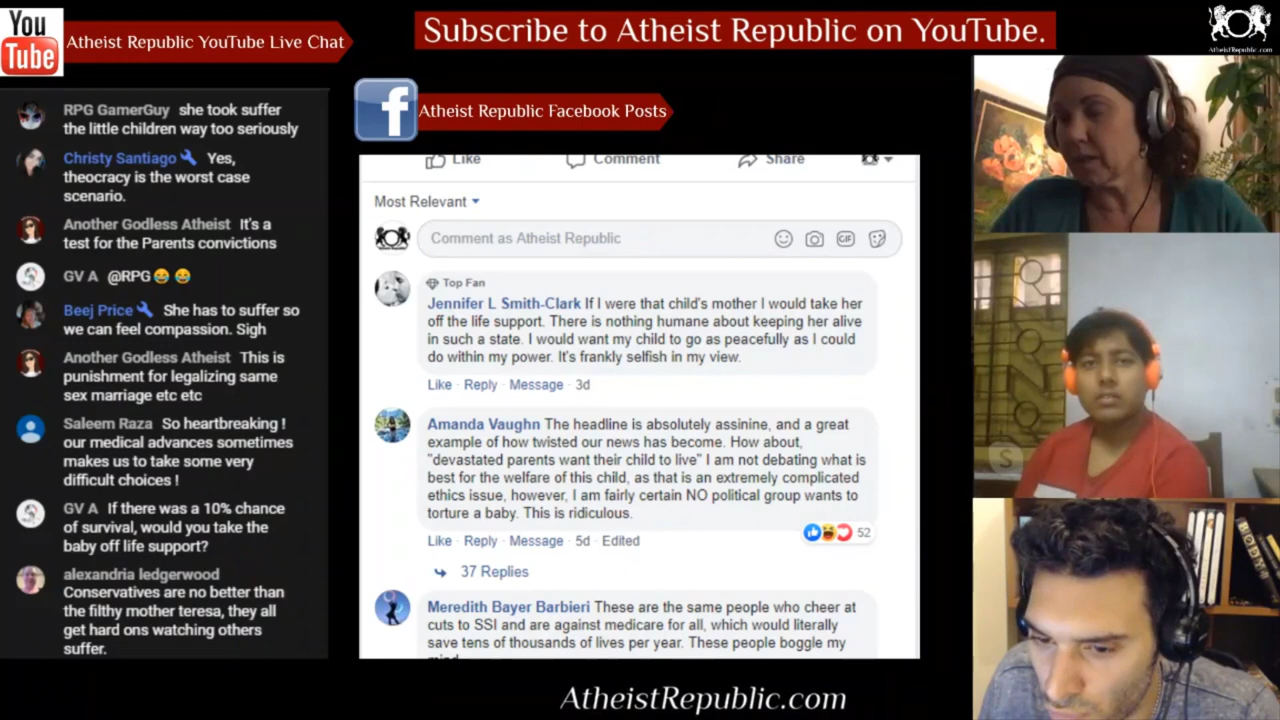 You
Tube
Atheist Republic YouTube Live Chat
Subscribe to Atheist Republic on YouTube.
AtheistRepublic.com
RPG GamerGuy she took suffer
the little children way too seriously
Christy Santiago Yes,
theocracy is the worst case
scenario.
Another Godless Atheist It's a
test for the Parents convictions
GV A @RPG😂😂
Beej Price She has to suffer so
we can feel compassion. Sigh
Another Godless Atheist This is
punishment for legalizing same
sex marriage etc etc
Saleem Raza So heartbreaking !
our medical advances sometimes
makes us to take some very
difficult choices !
GV A If there was a 10% chance
of survival, would you take the
baby off life support?
alexandria ledgerwood
Conservatives are no better than
the filthy mother teresa, they all
get hard ons watching others
suffer.
f
Atheist Republic Facebook Posts
Like Comment Share
Most Relevant
Comment as Atheist Republic
GIF
Top Fan
Jennifer L Smith-Clark If I were that child's mother I would take her
off the life support. There is nothing humane about keeping her alive
in such a state. I would want my child to go as peacefully as I could
do within my power. It's frankly selfish in my view.
Like · Reply · Message · 3d
Amanda Vaughn The headline is absolutely assinine, and a great
example of how twisted our news has become. How about,
"devastated parents want their child to live" I am not debating what is
best for the welfare of this child, as that is an extremely complicated
ethics issue, however, I am fairly certain NO political group wants to
torture a baby. This is ridiculous.
52
Like · Reply · Message · 5d · Edited
37 Replies
Meredith Bayer Barbieri These are the same people who cheer at
cuts to SSI and are against medicare for all, which would literally
save tens of thousands of lives per year. These people boggle my
mind
S
AtheistRepublic.com